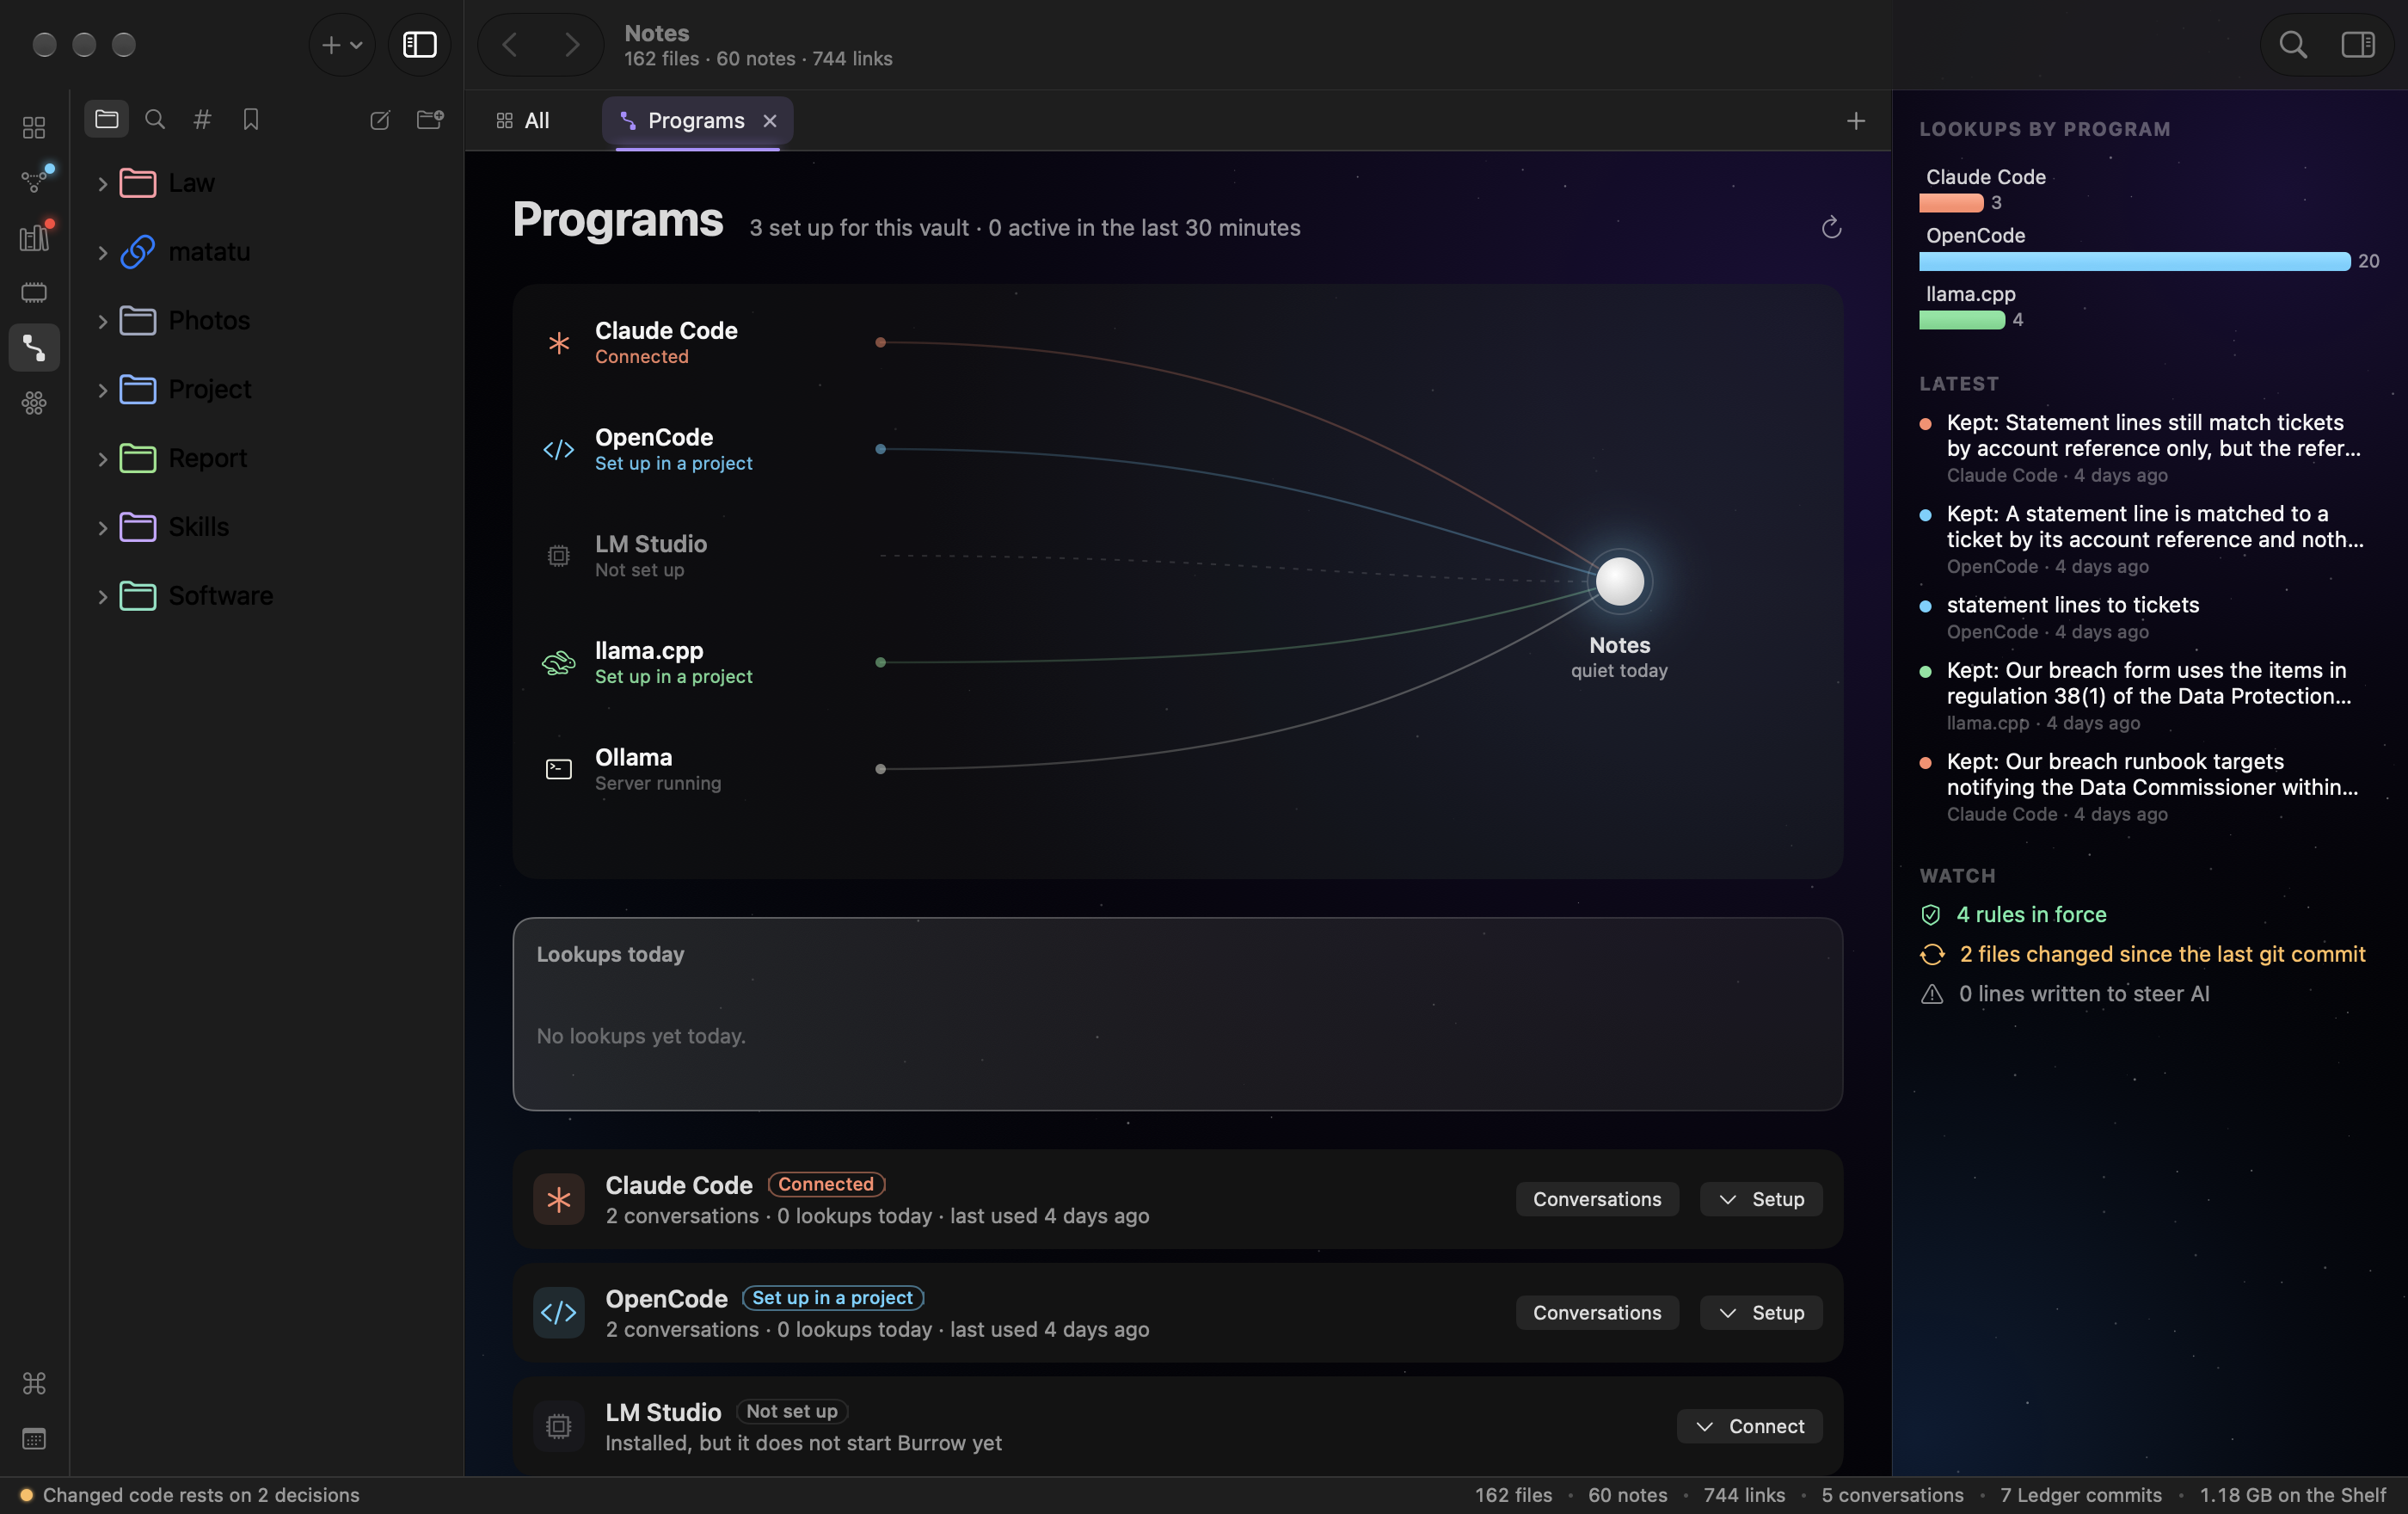 Notes
162 files · 60 notes · 744 links
Law
matatu
Photos
Project
Report
Skills
Software
All
Programs
Programs
3 set up for this vault · 0 active in the last 30 minutes
Claude Code
Connected
OpenCode
Set up in a project
LM Studio
Not set up
llama.cpp
Set up in a project
Ollama
Server running
Notes
quiet today
Lookups today
No lookups yet today.
Claude Code Connected
2 conversations · 0 lookups today · last used 4 days ago
Conversations
Setup
OpenCode Set up in a project
2 conversations · 0 lookups today · last used 4 days ago
Conversations
Setup
LM Studio Not set up
Installed, but it does not start Burrow yet
Connect
LOOKUPS BY PROGRAM
Claude Code
3
OpenCode
20
llama.cpp
4
LATEST
Kept: Statement lines still match tickets
by account reference only, but the refer...
Claude Code · 4 days ago
Kept: A statement line is matched to a
ticket by its account reference and noth...
OpenCode · 4 days ago
statement lines to tickets
OpenCode · 4 days ago
Kept: Our breach form uses the items in
regulation 38(1) of the Data Protection...
llama.cpp · 4 days ago
Kept: Our breach runbook targets
notifying the Data Commissioner within...
Claude Code · 4 days ago
WATCH
4 rules in force
2 files changed since the last git commit
0 lines written to steer AI
Changed code rests on 2 decisions
162 files · 60 notes · 744 links · 5 conversations · 7 Ledger commits · 1.18 GB on the Shelf